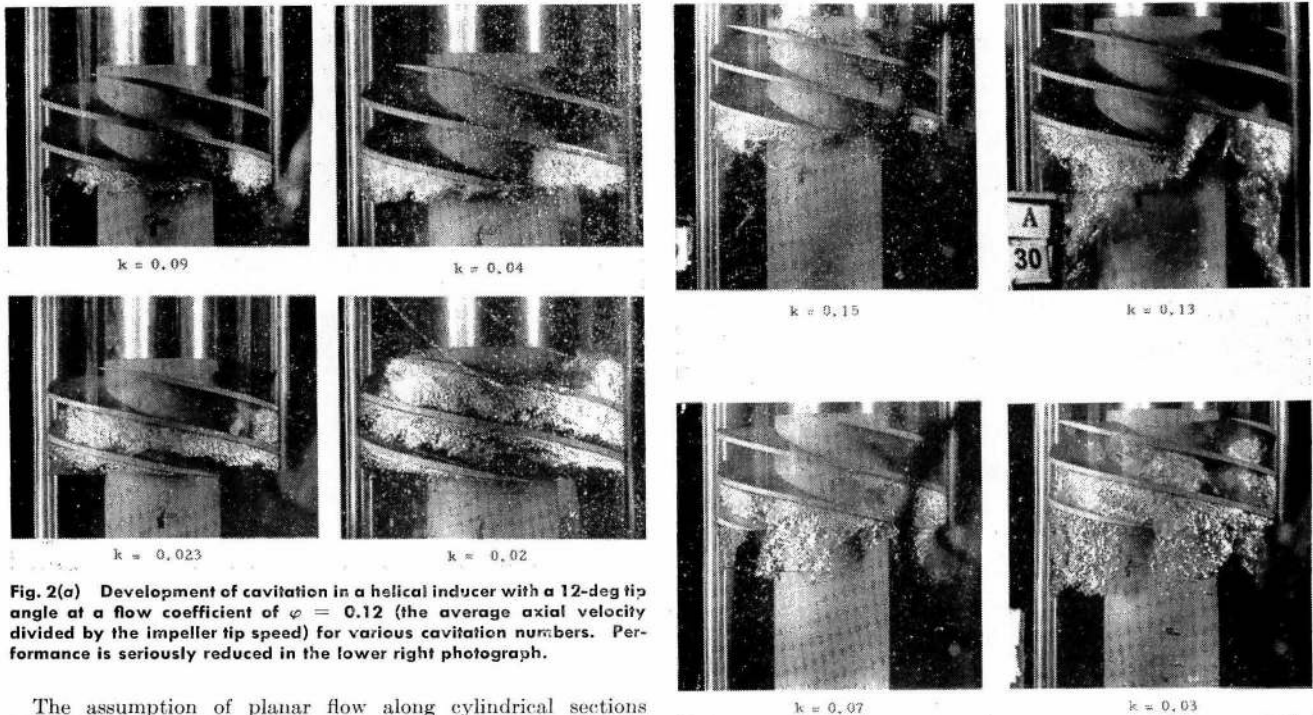 k = 0.09
k = 0.04
k = 0.023
k = 0.02
Fig. 2(a) Development of cavitation in a helical inducer with a 12-deg tip
angle at a flow coefficient of φ = 0.12 (the average axial velocity
divided by the impeller tip speed) for various cavitation numbers. Per-
formance is seriously reduced in the lower right photograph.
The assumption of planar flow along cylindrical sections
k = 0.15
A
30
k = 0.13
k = 0.07
k = 0.03